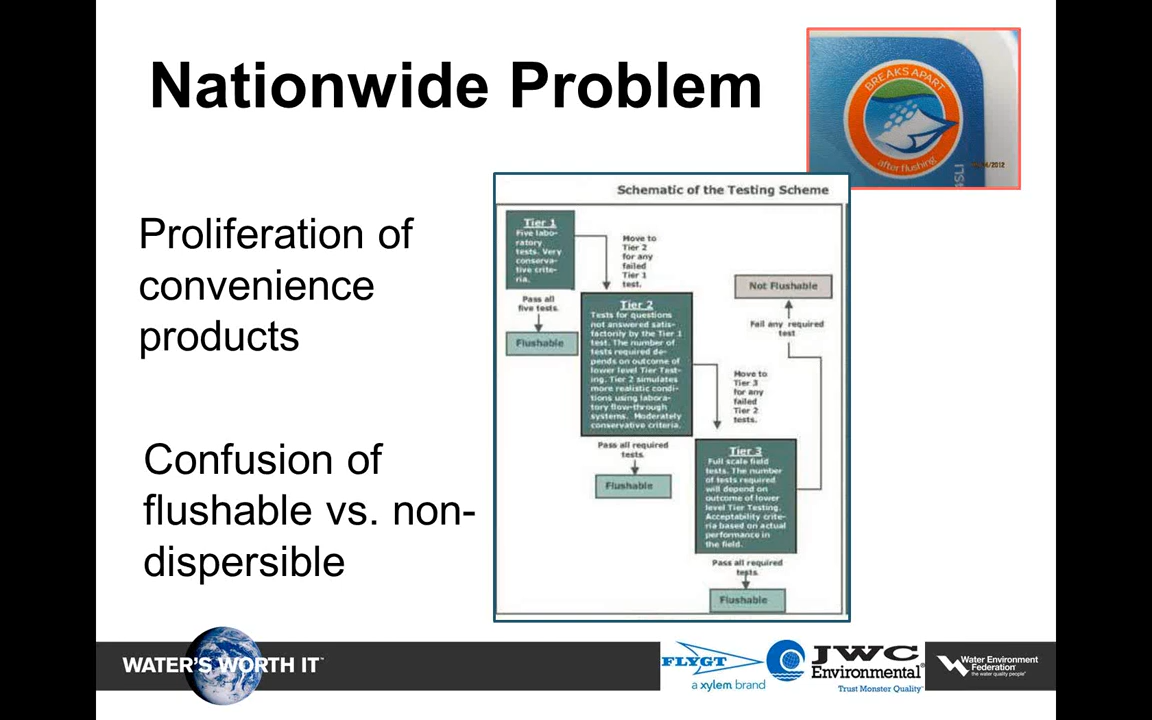 Nationwide Problem
BREAKS APART
after flushing
4SLI
/2012
Proliferation of
convenience
products
Confusion of
flushable vs. non-
dispersible
Schematic of the Testing Scheme
Tier 1
Five labo-
ratory
tests. Very
conserva-
tive crite-
ria.
Move to
Tier 2
for any
failed
Tier 1
test.
Pass all
five tests.
Flushable
Tier 2
Tests for questions
not answered satis-
factorily by the Tier 1
test. The number of
tests required de-
pends on outcome of
lower level Tier Test-
ing. Tier 2 simulates
more realistic condi-
tions using labora-
tory flow-through
systems. Moderately
conservative criteria.
Not Flushable
Fail any required
test
Move to
Tier 3
for any
failed
Tier 2
tests.
Pass all required
tests.
Flushable
Tier 3
Full scale field
tests. The number
of tests required
will depend on
outcome of lower
level Tier Testing.
Acceptability crite-
ria based on actual
performance in
the field.
Pass all required
tests.
Flushable
WATER'S WORTH IT™
FLYGT
a xylem brand
JWC
Environmental®
Trust Monster Quality™
Water Environment
Federation®
the water quality people®